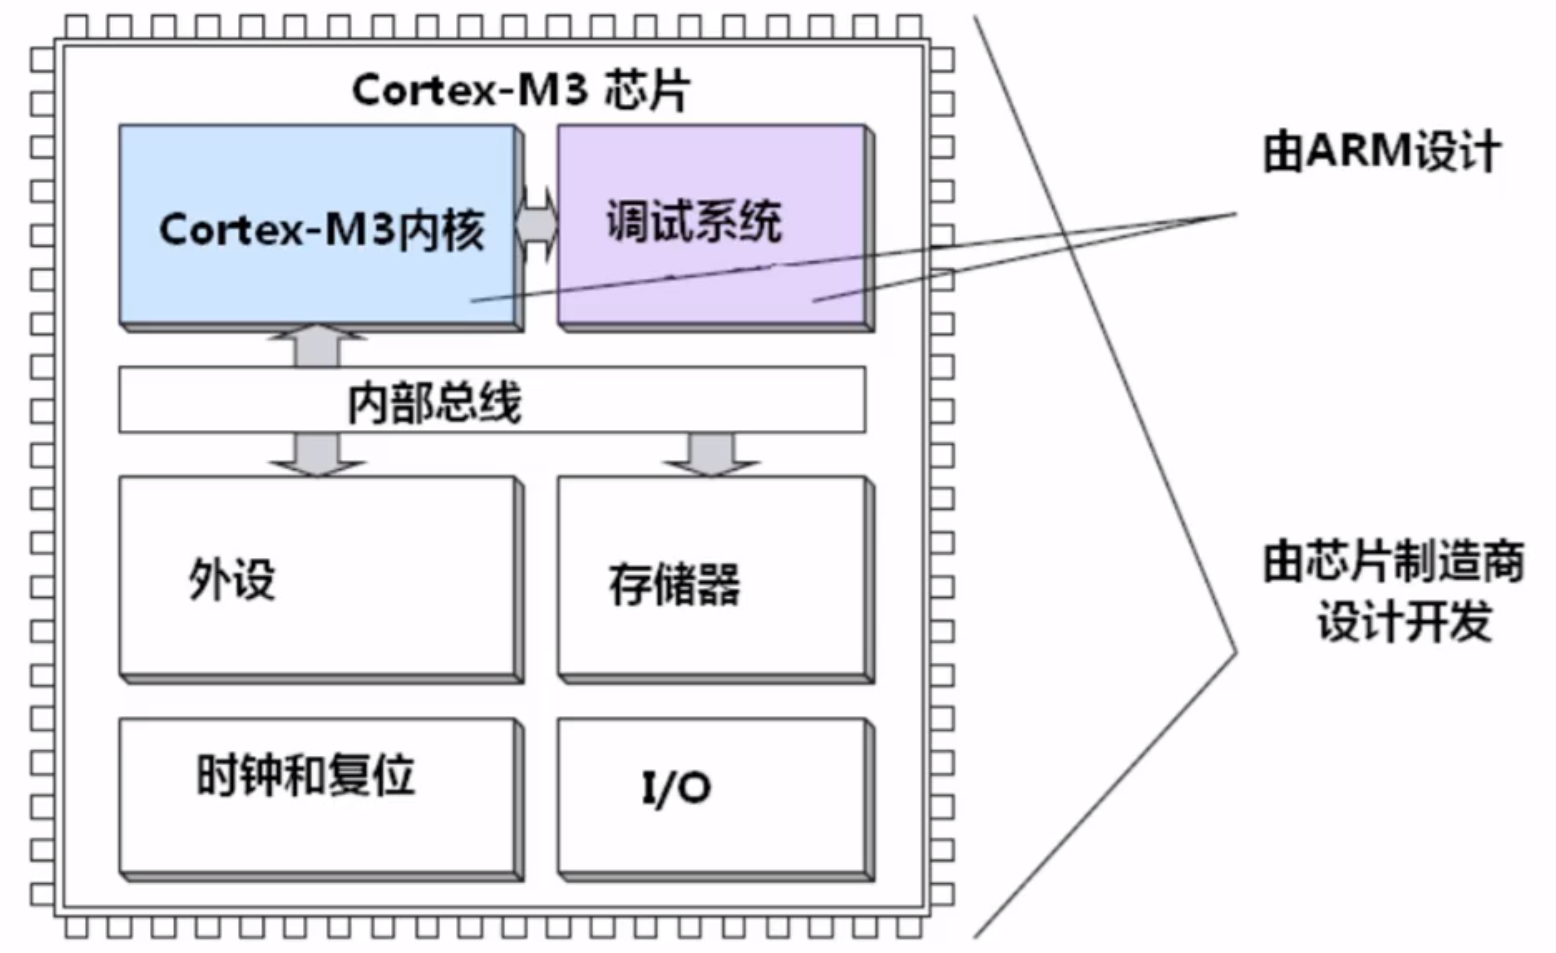 Cortex-M3 芯片
Cortex-M3内核
调试系统
内部总线
外设
存储器
时钟和复位
I/O
由ARM设计
由芯片制造商
设计开发